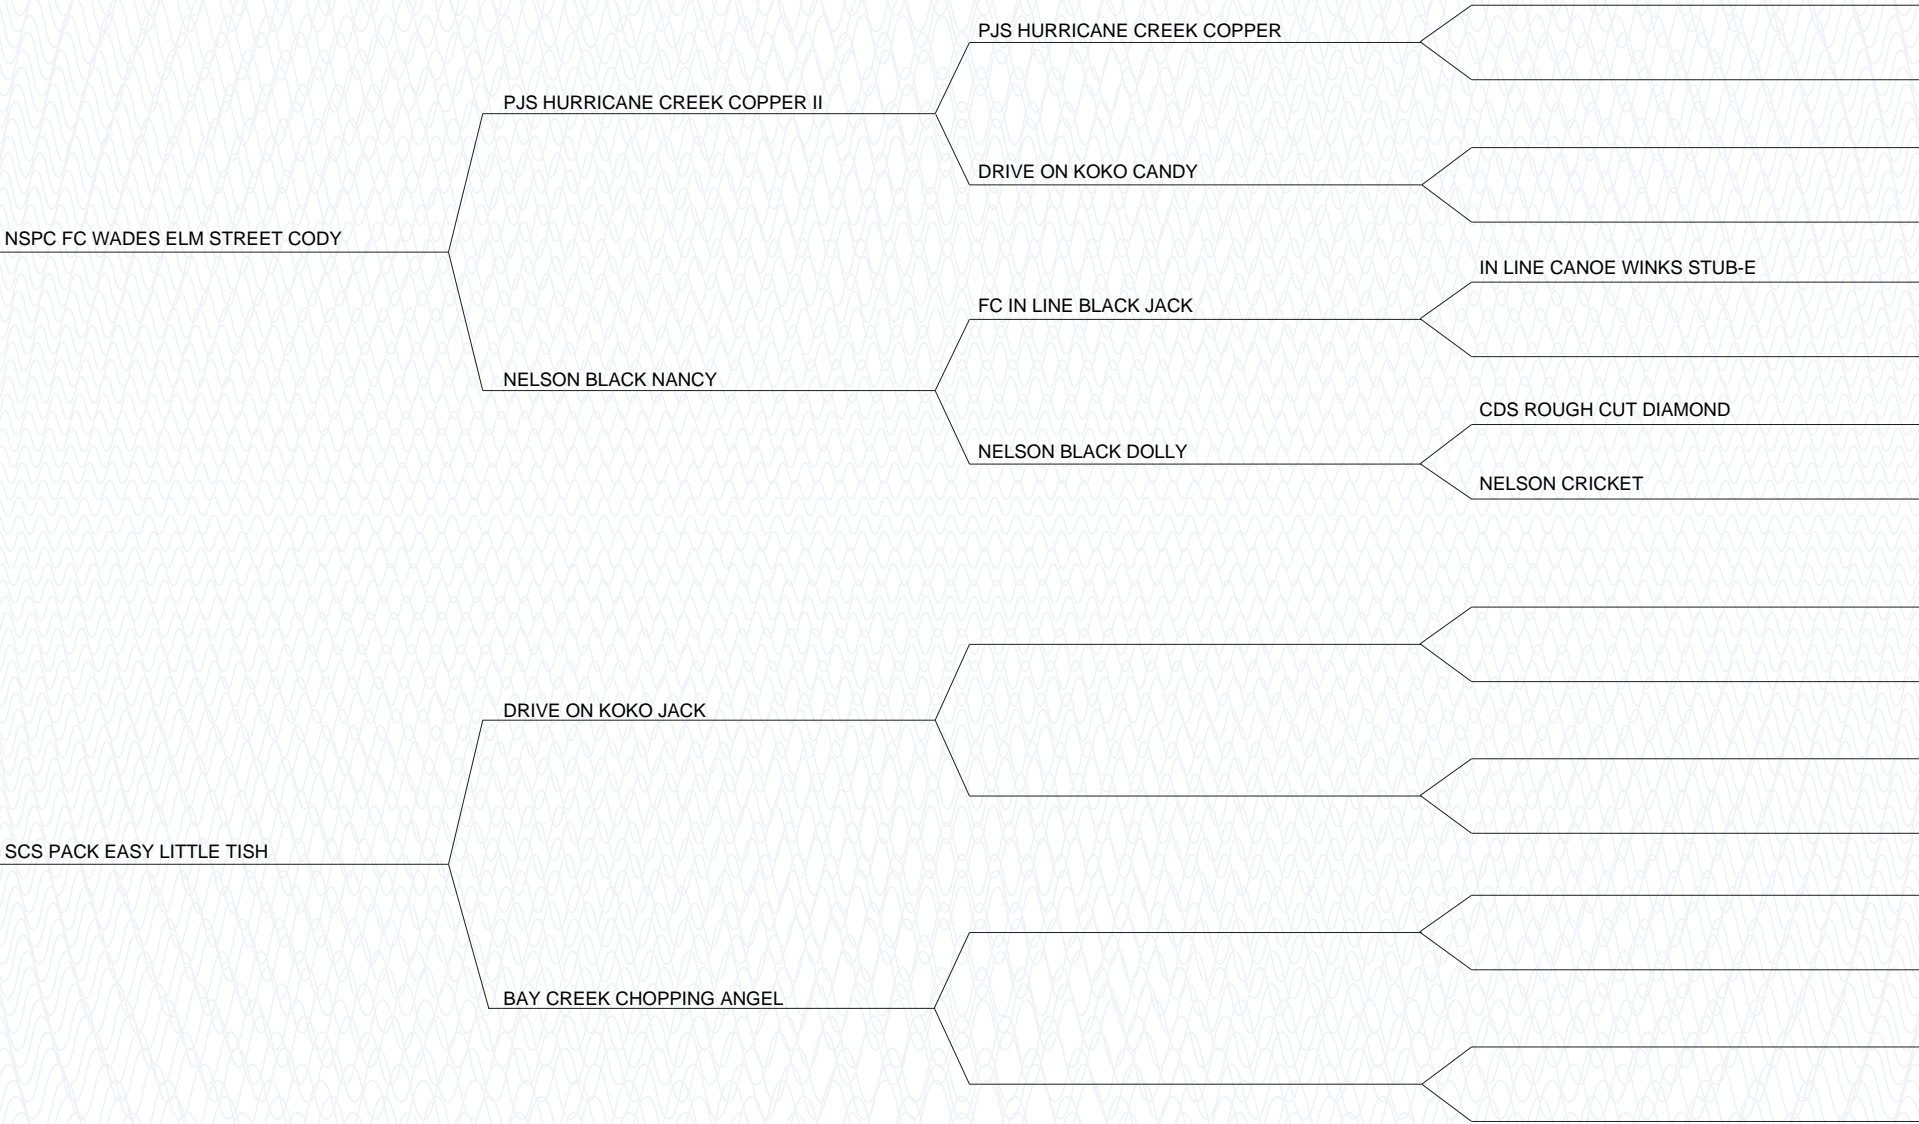 PJS HURRICANE CREEK COPPER
PJS HURRICANE CREEK COPPER II
DRIVE ON KOKO CANDY
NSPC FC WADES ELM STREET CODY
IN LINE CANOE WINKS STUB-E
FC IN LINE BLACK JACK
NELSON BLACK NANCY
CDS ROUGH CUT DIAMOND
NELSON BLACK DOLLY
NELSON CRICKET
DRIVE ON KOKO JACK
SCS PACK EASY LITTLE TISH
BAY CREEK CHOPPING ANGEL